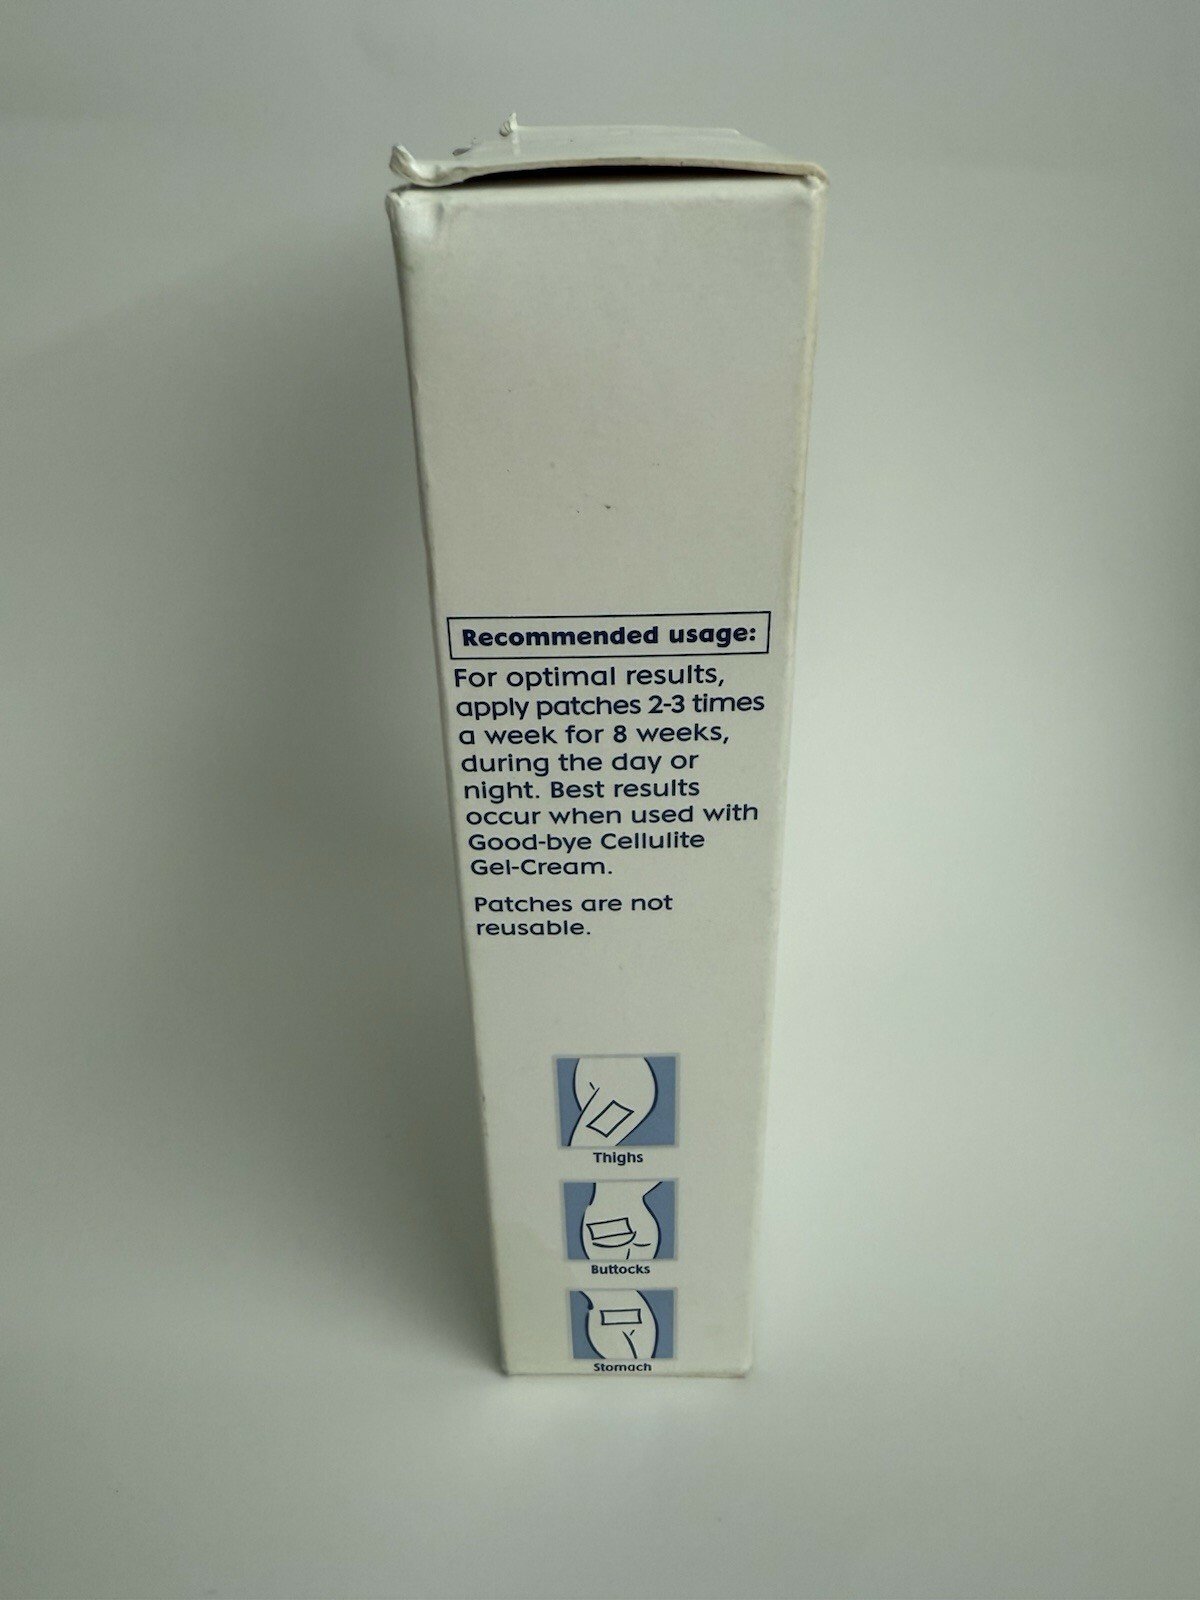 Recommended usage:
For optimal results,
apply patches 2-3 times
a week for 8 weeks,
during the day or
night. Best results
occur when used with
Good-bye Cellulite
Gel-Cream.
Patches are not
reusable.
Thighs
Buttocks
Stomach